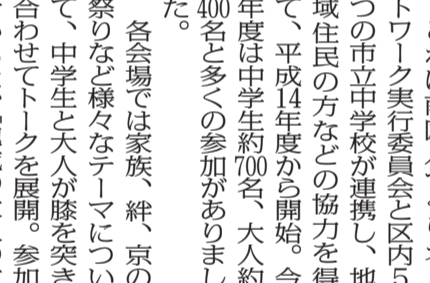 トワーク実行委員会と区内5
つの市立中学校が連携し、地
域住民の方などの協力を得
て、平成14年度から開始。今
年度は中学生約700名、大人約
400名と多くの参加がありまし
た。
各会場では家族、絆、京の
祭りなど様々なテーマについ
て、中学生と大人が膝を突き
合わせてトークを展開。参加